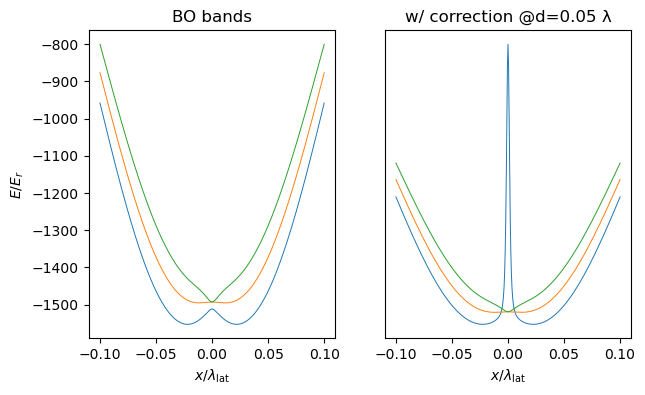 BO bands
w/ correction @d=0.05 λ
−800
−900
−1000
−1100
−1200
−1300
−1400
−1500
E/E_r
−0.10 −0.05 0.00 0.05 0.10
−0.10 −0.05 0.00 0.05 0.10
x/λ_lat
x/λ_lat